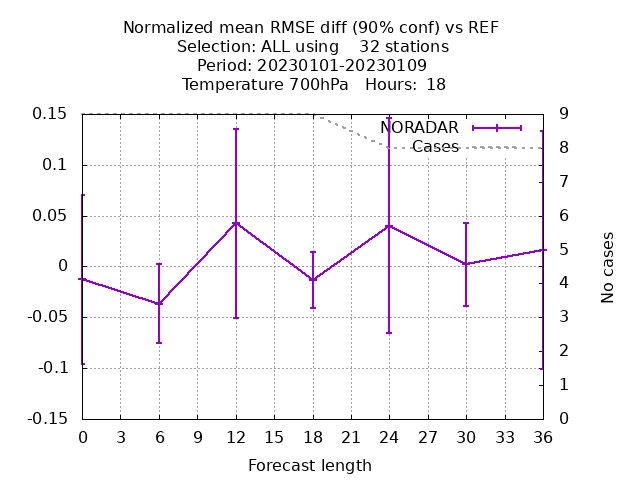 Normalized mean RMSE diff (90% conf) vs REF
Selection: ALL using    32 stations
Period: 20230101-20230109
Temperature 700hPa   Hours:  18
NORADAR
Cases
0.15
0.1
0.05
0
-0.05
-0.1
-0.15
9
8
7
6
5
4
3
2
1
0
No cases
0 3 6 9 12 15 18 21 24 27 30 33 36
Forecast length